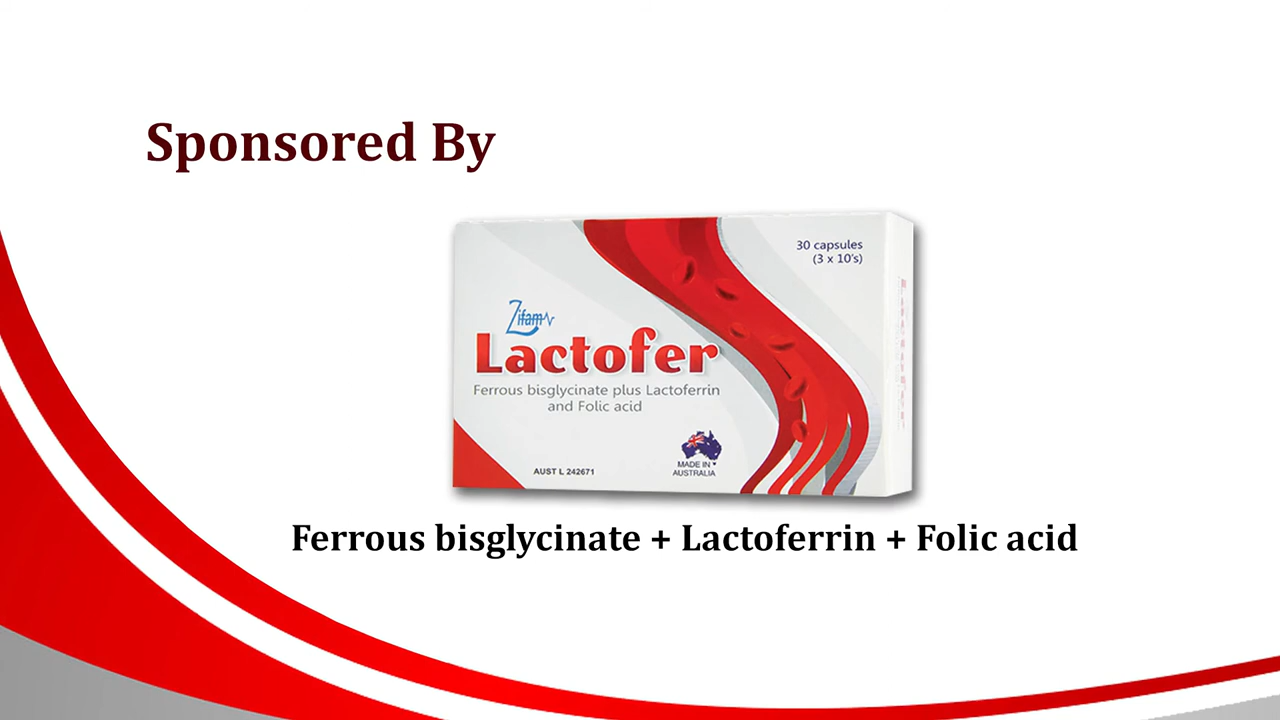 Sponsored By
30 capsules
(3 x 10's)
Zifam
Lactofer
Ferrous bisglycinate plus Lactoferrin
and Folic acid
AUST L 242671
MADE IN
AUSTRALIA
Ferrous bisglycinate + Lactoferrin + Folic acid